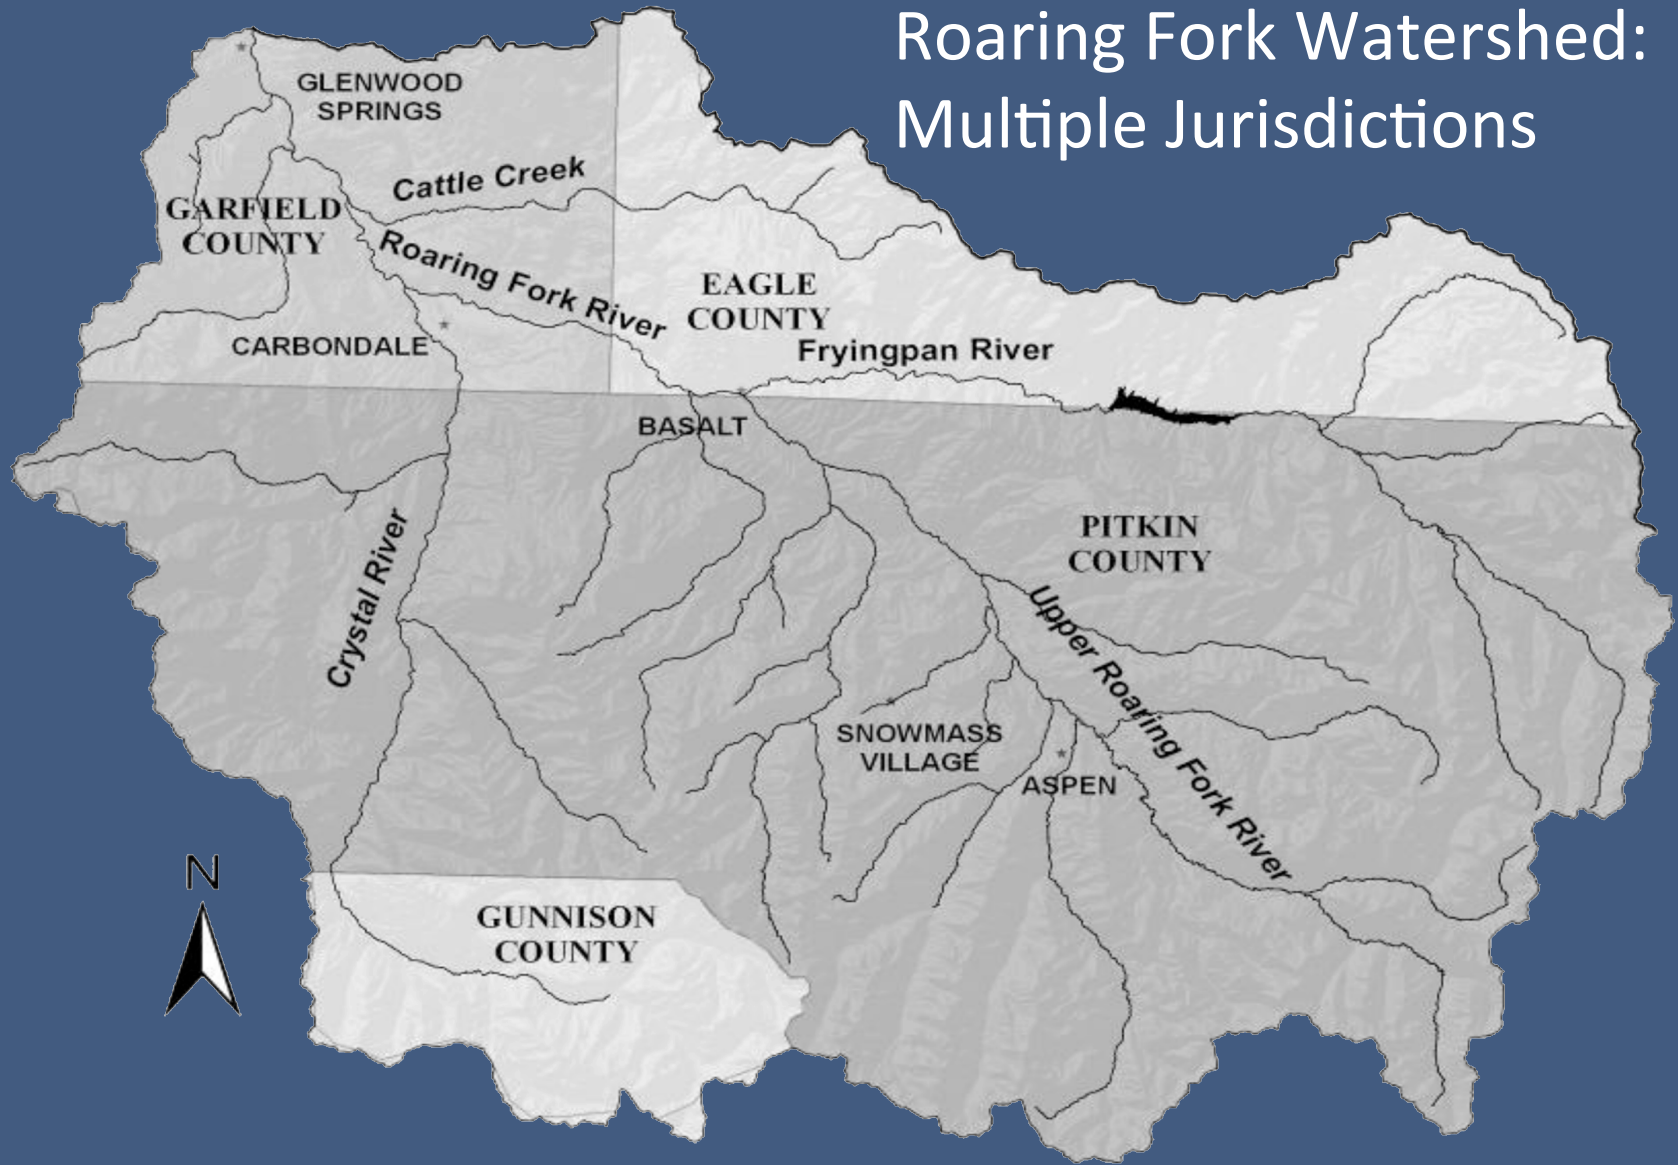 Roaring Fork Watershed:
Multiple Jurisdictions
GLENWOOD
SPRINGS
Cattle Creek
GARFIELD
COUNTY
Roaring Fork River
EAGLE
COUNTY
CARBONDALE
Fryingpan River
BASALT
PITKIN
COUNTY
Crystal River
Upper Roaring Fork River
SNOWMASS
VILLAGE
ASPEN
N
GUNNISON
COUNTY